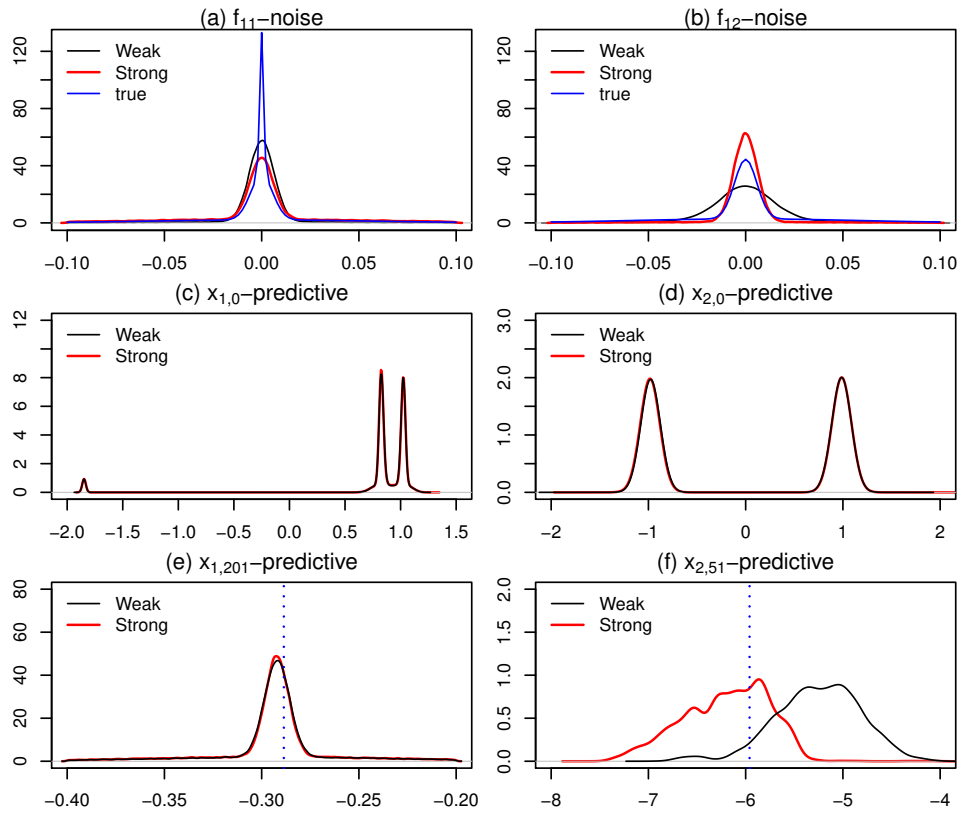 (a) f11−noise
Weak
Strong
true
0 40 80 120
−0.10 −0.05 0.00 0.05 0.10
(b) f12−noise
Weak
Strong
true
0 40 80 120
−0.10 −0.05 0.00 0.05 0.10
(c) x1,0−predictive
Weak
Strong
0 2 4 6 8 12
−2.0 −1.5 −1.0 −0.5 0.0 0.5 1.0 1.5
(d) x2,0−predictive
Weak
Strong
0.0 1.0 2.0 3.0
−2 −1 0 1 2
(e) x1,201−predictive
Weak
Strong
0 20 40 60 80
−0.40 −0.35 −0.30 −0.25 −0.20
(f) x2,51−predictive
Weak
Strong
0.0 0.5 1.0 1.5 2.0
−8 −7 −6 −5 −4